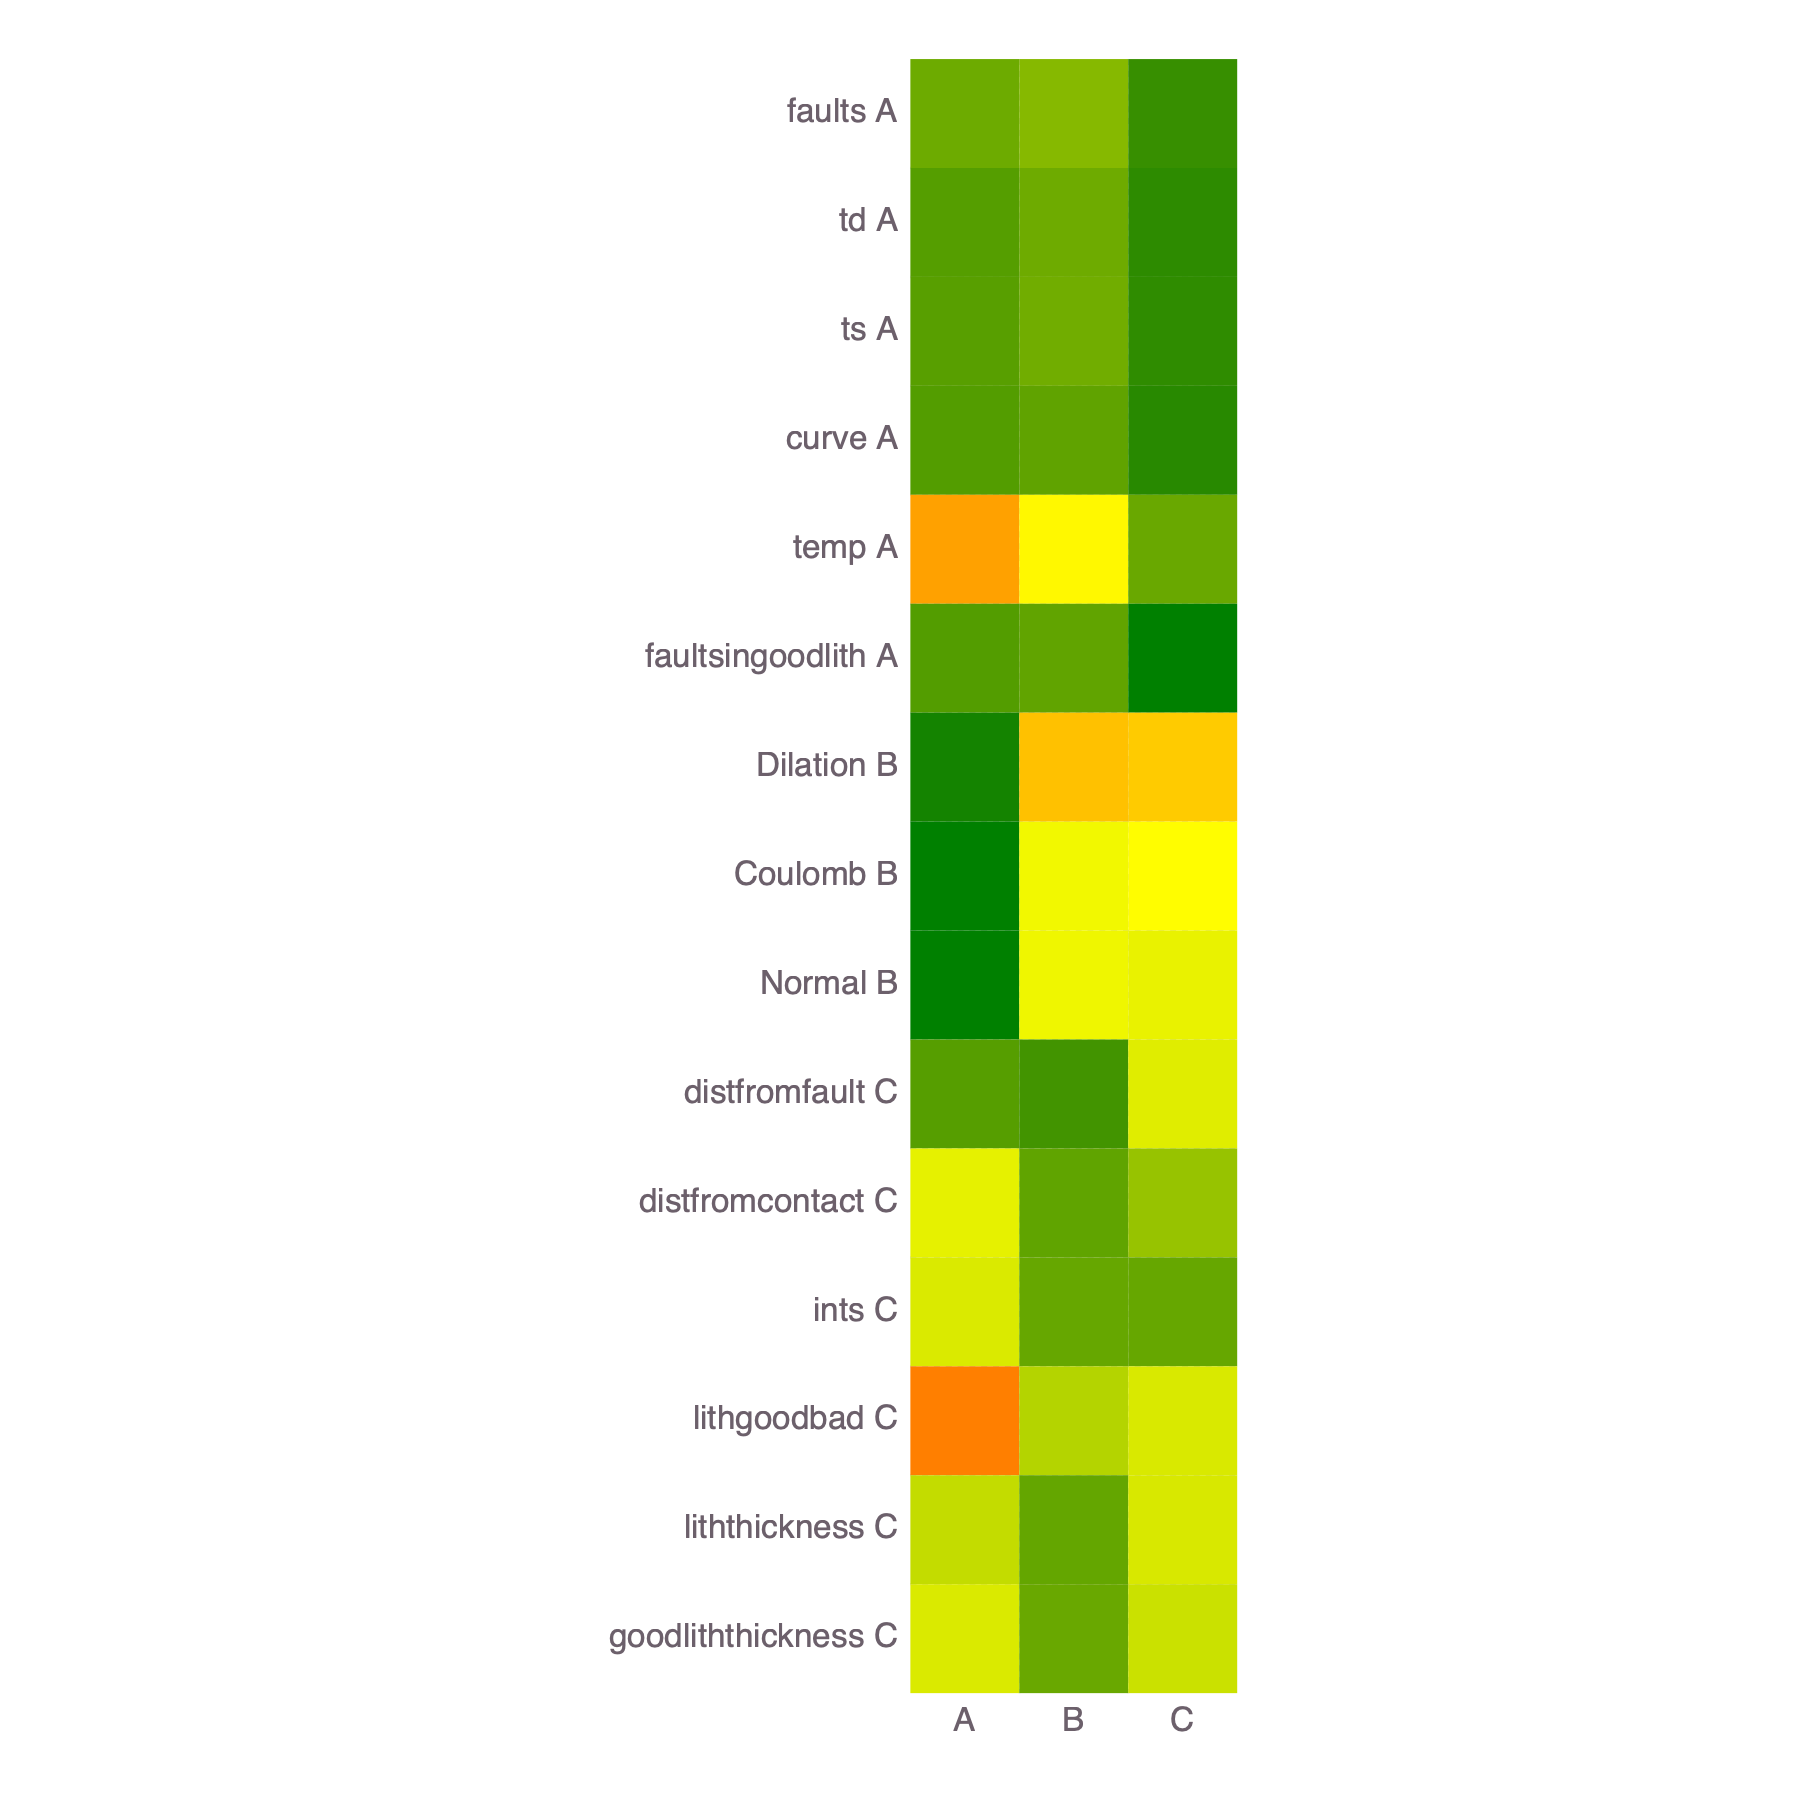 faults A
td A
ts A
curve A
temp A
faultsingoodlith A
Dilation B
Coulomb B
Normal B
distfromfault C
distfromcontact C
ints C
lithgoodbad C
liththickness C
goodliththickness C
A B C